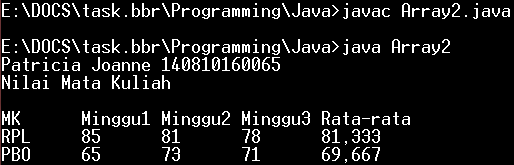 E:\DOCS\task.bbr\Programming\Java>javac Array2.java
E:\DOCS\task.bbr\Programming\Java>java Array2
Patricia Joanne 140810160065
Nilai Mata Kuliah
MK Minggu1 Minggu2 Minggu3 Rata-rata
RPL 85 81 78 81,333
PBO 65 73 71 69,667